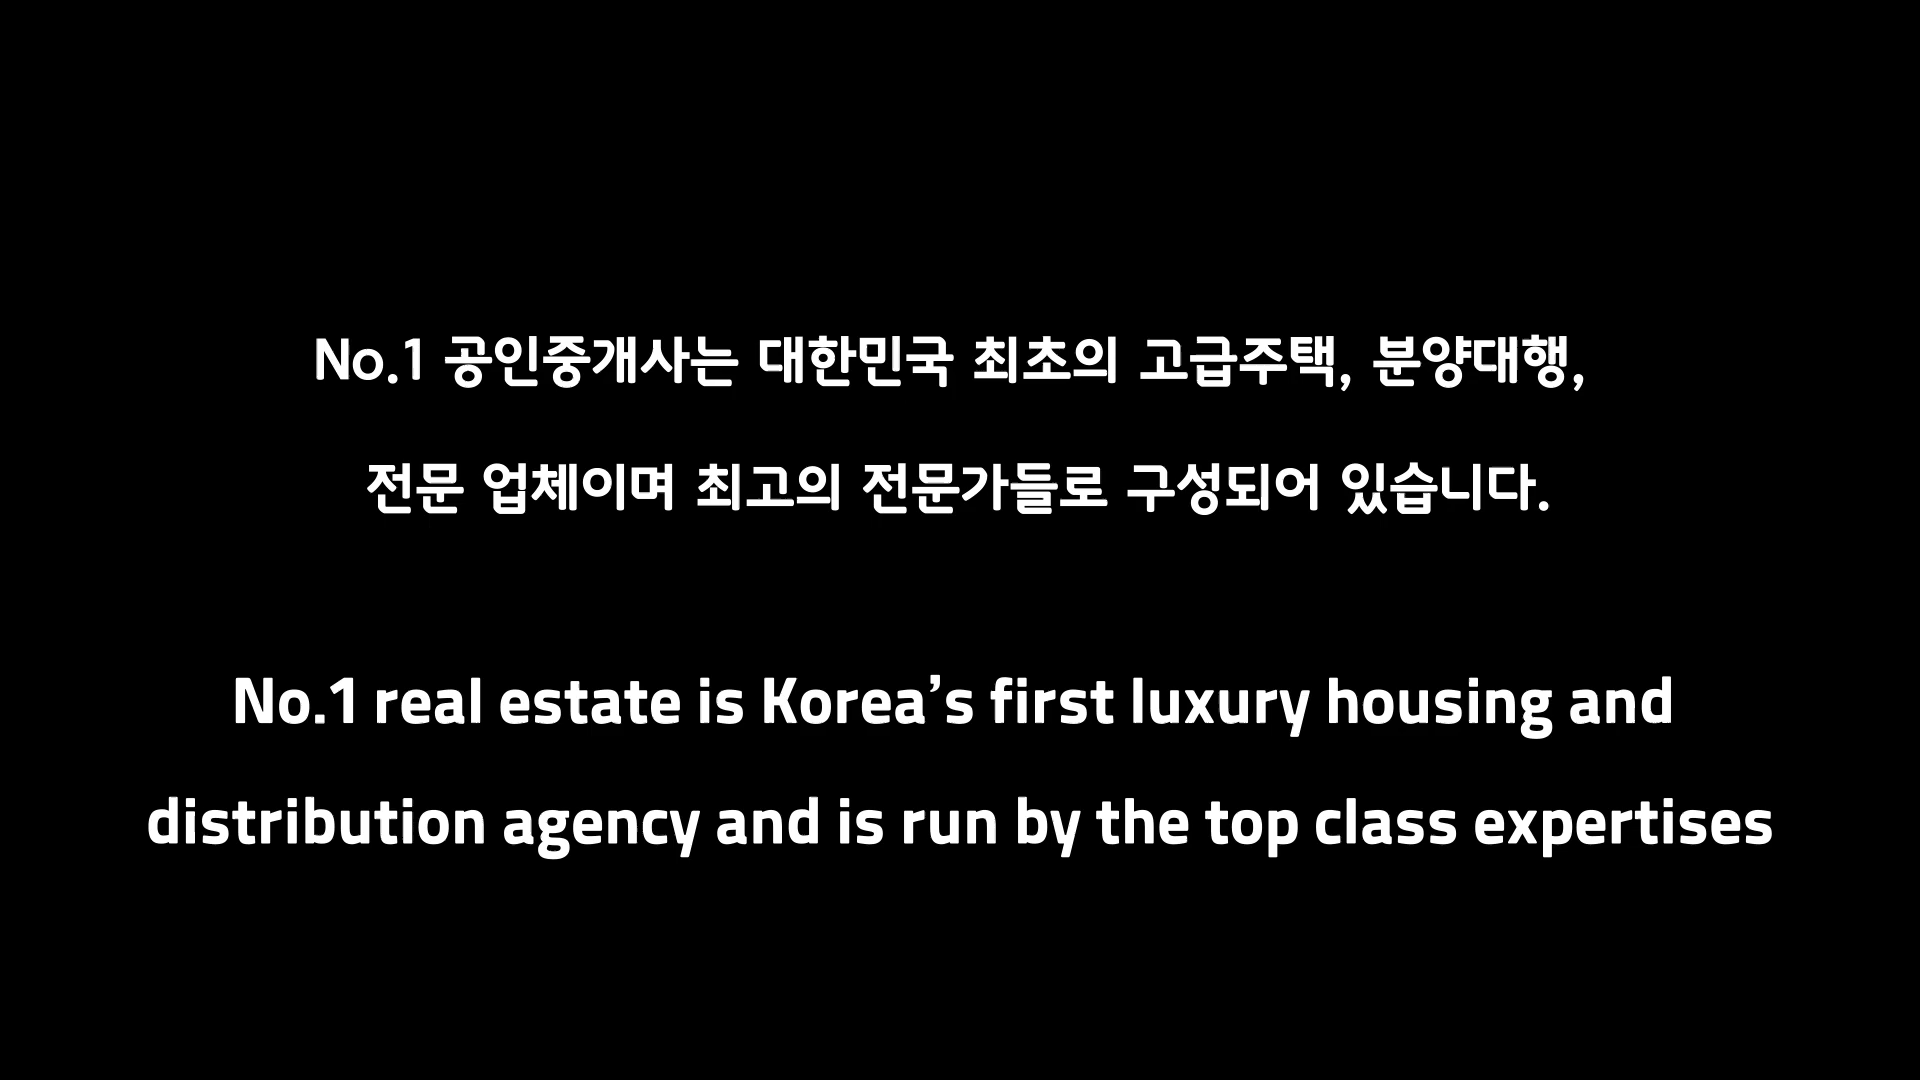 No.1 공인중개사는 대한민국 최초의 고급주택, 분양대행,
전문 업체이며 최고의 전문가들로 구성되어 있습니다.
No.1 real estate is Korea’s first luxury housing and
distribution agency and is run by the top class expertises